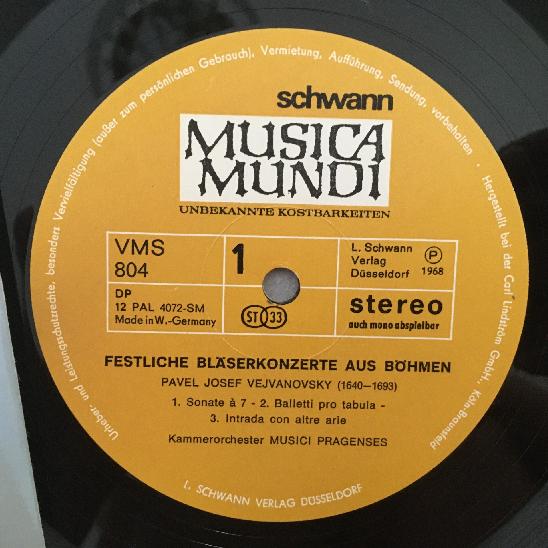 Urheber- und Leistungsschutzrechte, besonders Vervielfältigung (außer zum persönlichen Gebrauch), Vermietung, Aufführung, Sendung, vorbehalten · Hergestellt bei der Carl Lindström GmbH., Köln-Braunsfeld
schwann
MUSICA
MUNDI
UNBEKANNTE KOSTBARKEITEN
VMS
804
1
L. Schwann
Verlag
Düsseldorf
P
1968
DP
12 PAL 4072-SM
Made in W.-Germany
ST 33
stereo
auch mono abspielbar
FESTLICHE BLÄSERKONZERTE AUS BÖHMEN
PAVEL JOSEF VEJVANOVSKY (1640–1693)
1. Sonate à 7 - 2. Balletti pro tabula -
3. Intrada con altre arie
Kammerorchester MUSICI PRAGENSES
L. SCHWANN VERLAG DÜSSELDORF